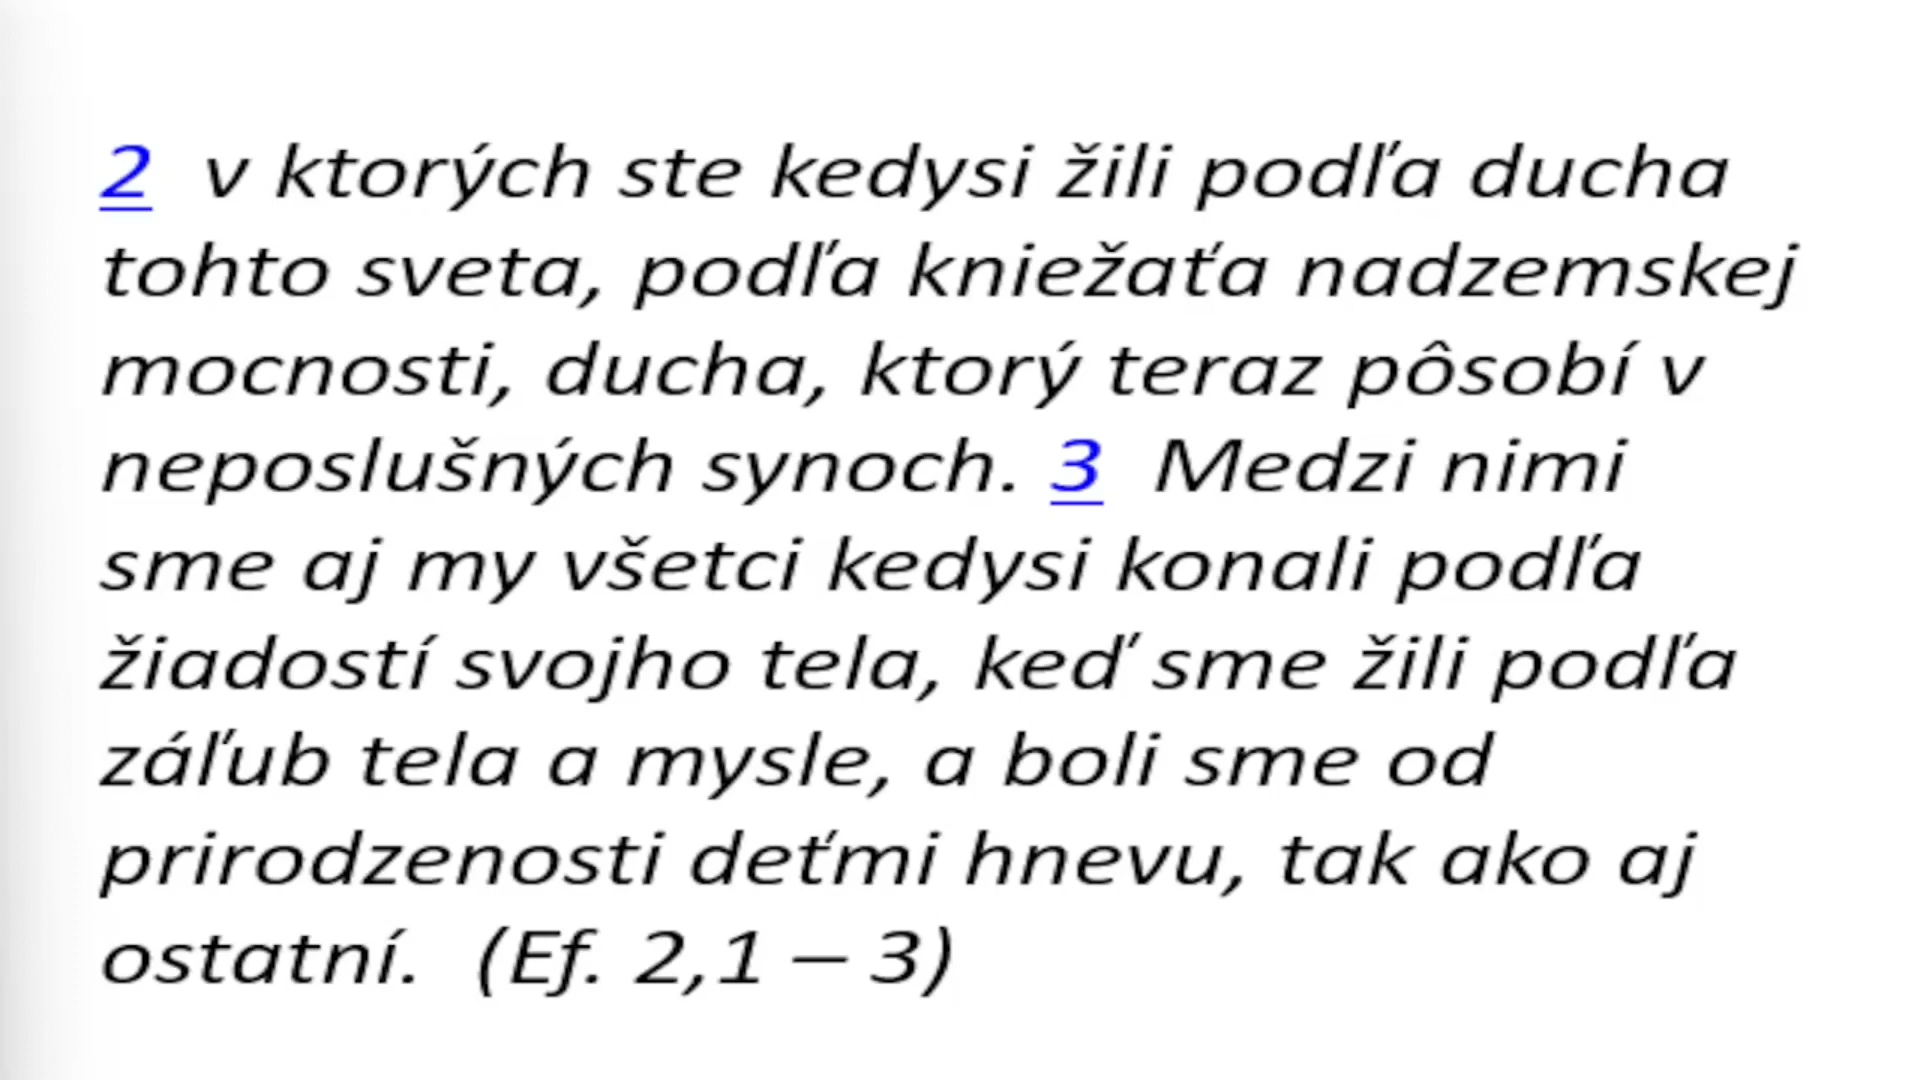 2 v ktorých ste kedysi žili podľa ducha
tohto sveta, podľa kniežaťa nadzemskej
mocnosti, ducha, ktorý teraz pôsobí v
neposlušných synoch. 3 Medzi nimi
sme aj my všetci kedysi konali podľa
žiadostí svojho tela, keď sme žili podľa
záľub tela a mysle, a boli sme od
prirodzenosti deťmi hnevu, tak ako aj
ostatní. (Ef. 2,1 – 3)